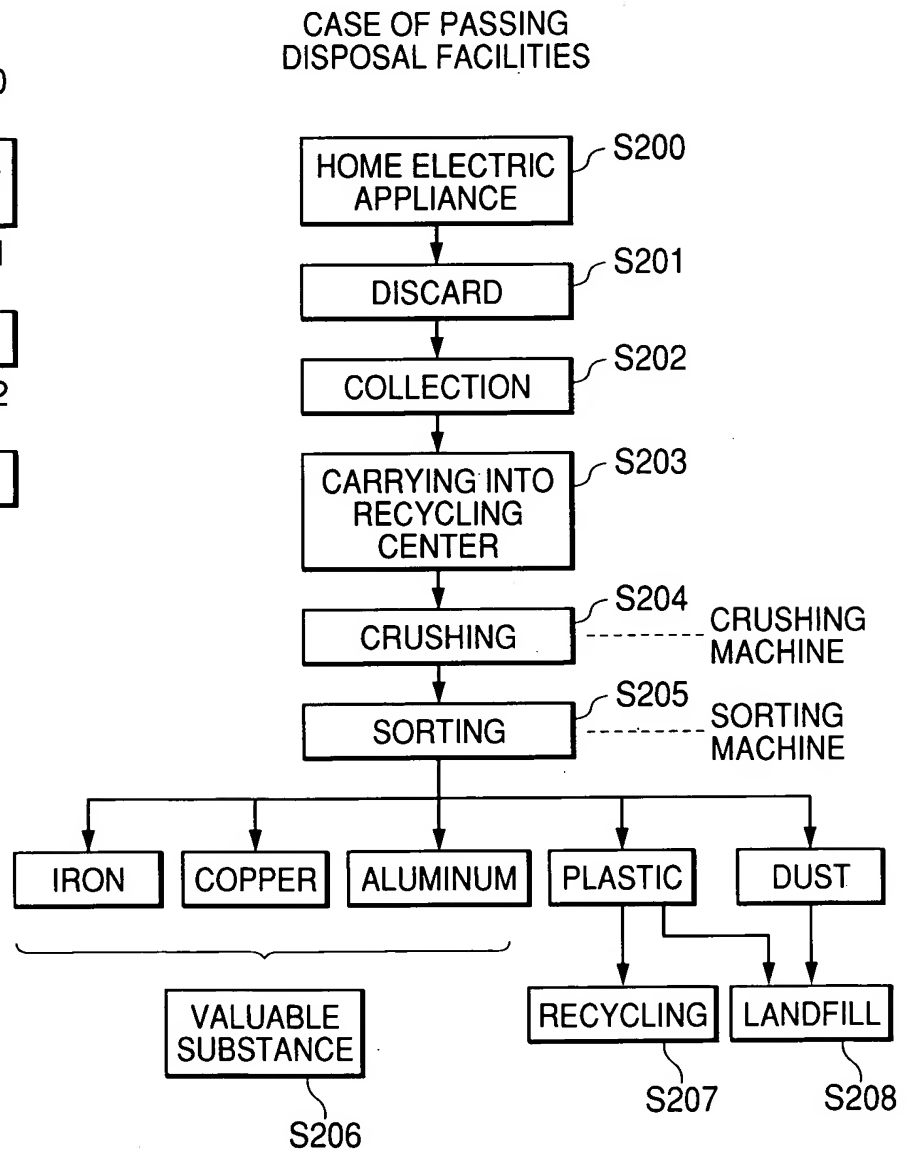 CASE OF PASSING
DISPOSAL FACILITIES
HOME ELECTRIC
APPLIANCE
S200
DISCARD
S201
COLLECTION
S202
CARRYING INTO
RECYCLING
CENTER
S203
CRUSHING
S204
CRUSHING
MACHINE
SORTING
S205
SORTING
MACHINE
IRON
COPPER
ALUMINUM
PLASTIC
DUST
VALUABLE
SUBSTANCE
S206
RECYCLING
S207
LANDFILL
S208